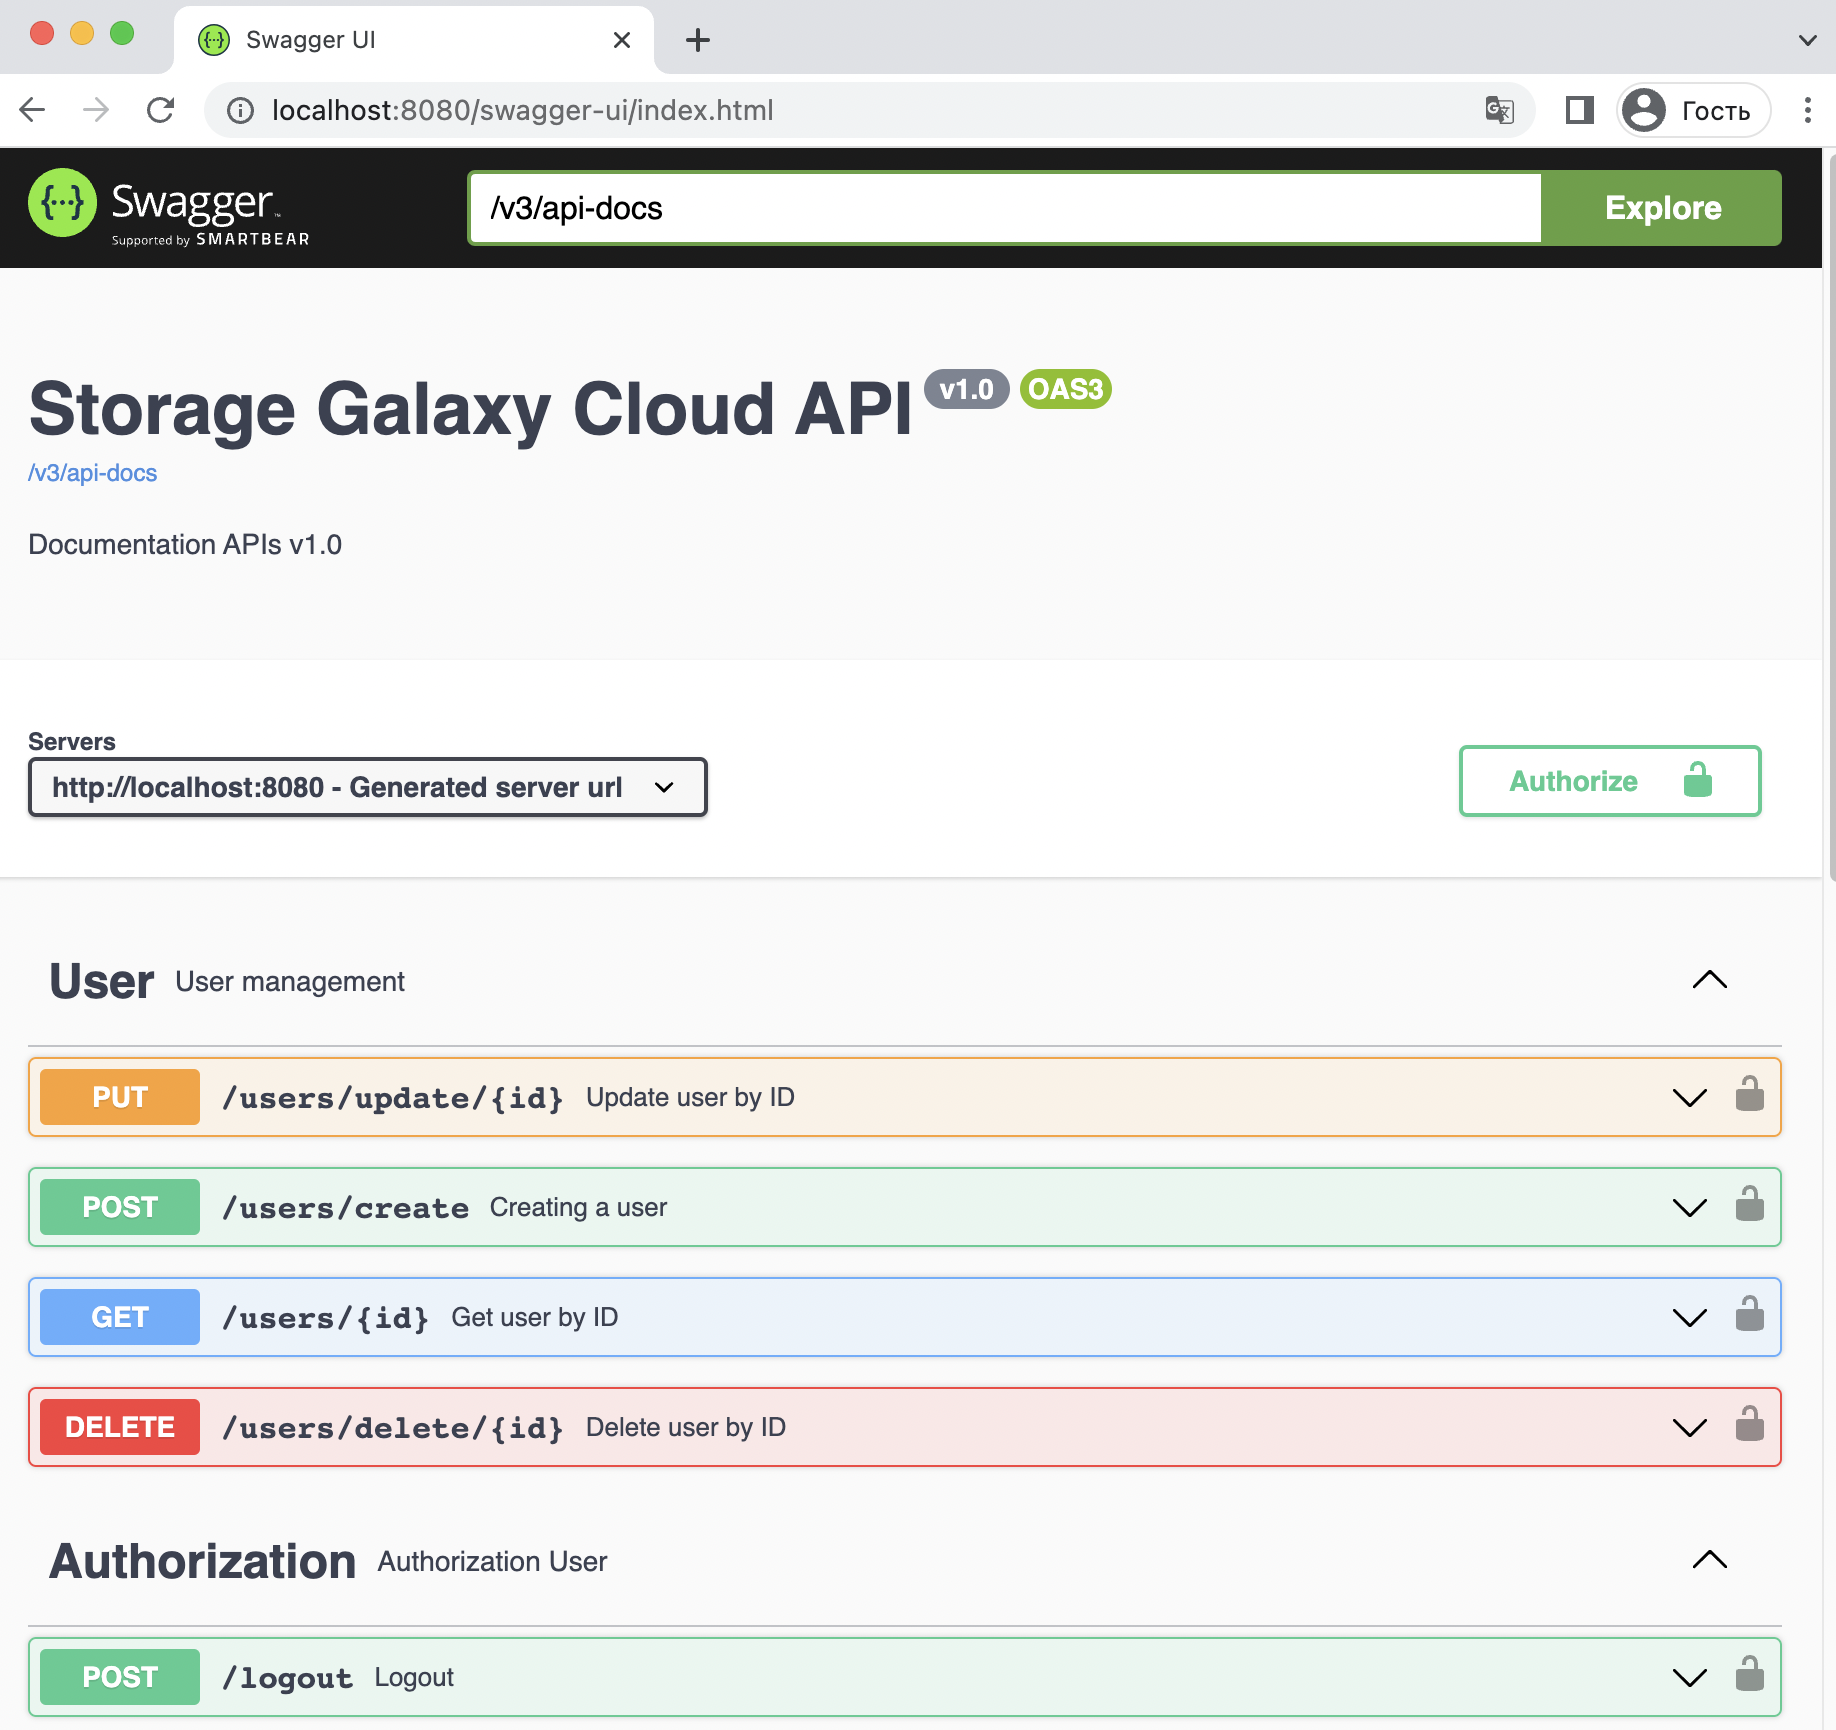 Swagger UI
localhost:8080/swagger-ui/index.html
Гость
{···} Swagger™
Supported by SMARTBEAR
/v3/api-docs
Explore
Storage Galaxy Cloud API v1.0 OAS3
/v3/api-docs
Documentation APIs v1.0
Servers
http://localhost:8080 - Generated server url
Authorize
User User management
PUT /users/update/{id} Update user by ID
POST /users/create Creating a user
GET /users/{id} Get user by ID
DELETE /users/delete/{id} Delete user by ID
Authorization Authorization User
POST /logout Logout